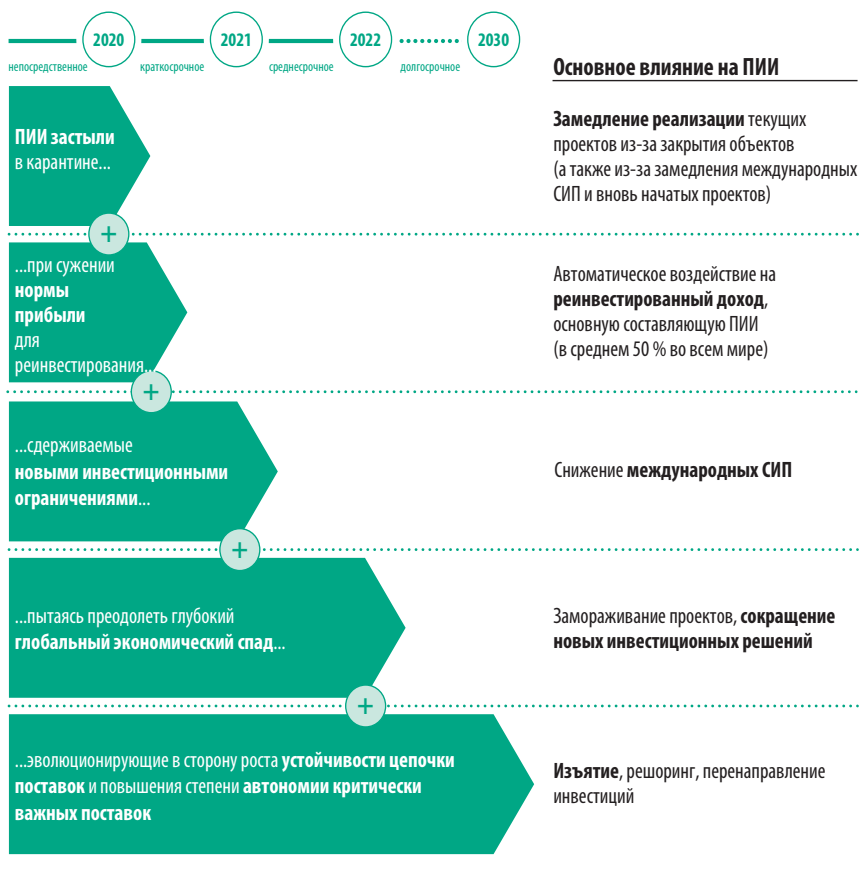 2020
2021
2022
2030
непосредственное
краткосрочное
среднесрочное
долгосрочное
Основное влияние на ПИИ
ПИИ застыли
в карантине...
Замедление реализации текущих
проектов из-за закрытия объектов
(а также из-за замедления международных
СИП и вновь начатых проектов)
+
...при сужении
нормы
прибыли
для
реинвестирования...
Автоматическое воздействие на
реинвестированный доход,
основную составляющую ПИИ
(в среднем 50 % во всем мире)
+
...сдерживаемые
новыми инвестиционными
ограничениями...
Снижение международных СИП
+
...пытаясь преодолеть глубокий
глобальный экономический спад...
Замораживание проектов, сокращение
новых инвестиционных решений
+
...эволюционирующие в сторону роста устойчивости цепочки
поставок и повышения степени автономии критически
важных поставок
Изъятие, решоринг, перенаправление
инвестиций